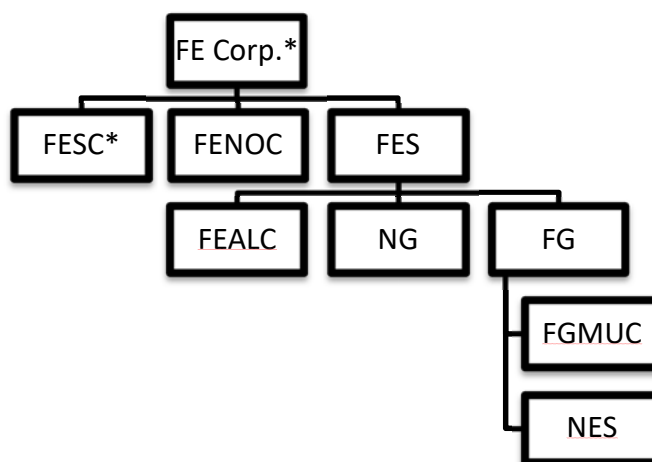 FE Corp.*
FESC*
FENOC
FES
FEALC
NG
FG
FGMUC
NES